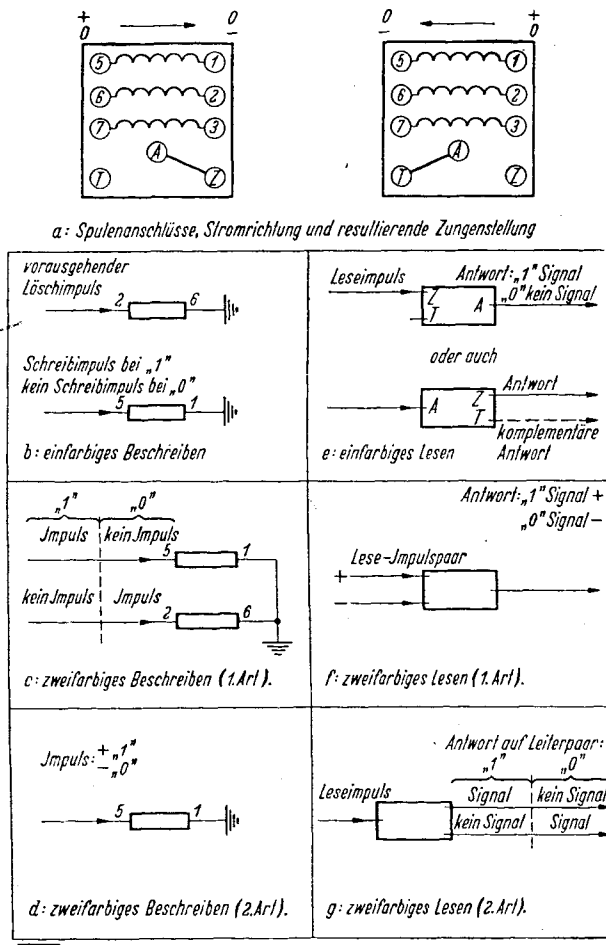 + 0
0 −
0 +
− 0
5 1
6 2
7 3
A
T Z
5 1
6 2
7 3
A
T Z
a: Spulenanschlüsse, Stromrichtung und resultierende Zungenstellung
vorausgehender
Löschimpuls
2 6
Schreibimpuls bei „1"
kein Schreibimpuls bei „0"
5 1
b: einfarbiges Beschreiben
Leseimpuls
Antwort: „1" Signal
„0" kein Signal
Z A
T
oder auch
Antwort
A Z
T
komplementäre
Antwort
e: einfarbiges Lesen
„1" „0"
Jmpuls kein Jmpuls
5 1
kein Jmpuls Jmpuls
2 6
c: zweifarbiges Beschreiben (1.Art).
Antwort: „1" Signal +
„0" Signal −
Lese-Jmpulspaar
+
−
f: zweifarbiges Lesen (1.Art).
Jmpuls: + „1"
− „0"
5 1
d: zweifarbiges Beschreiben (2.Art).
Antwort auf Leiterpaar:
„1" „0"
Leseimpuls
Signal kein Signal
kein Signal Signal
g: zweifarbiges Lesen (2.Art).